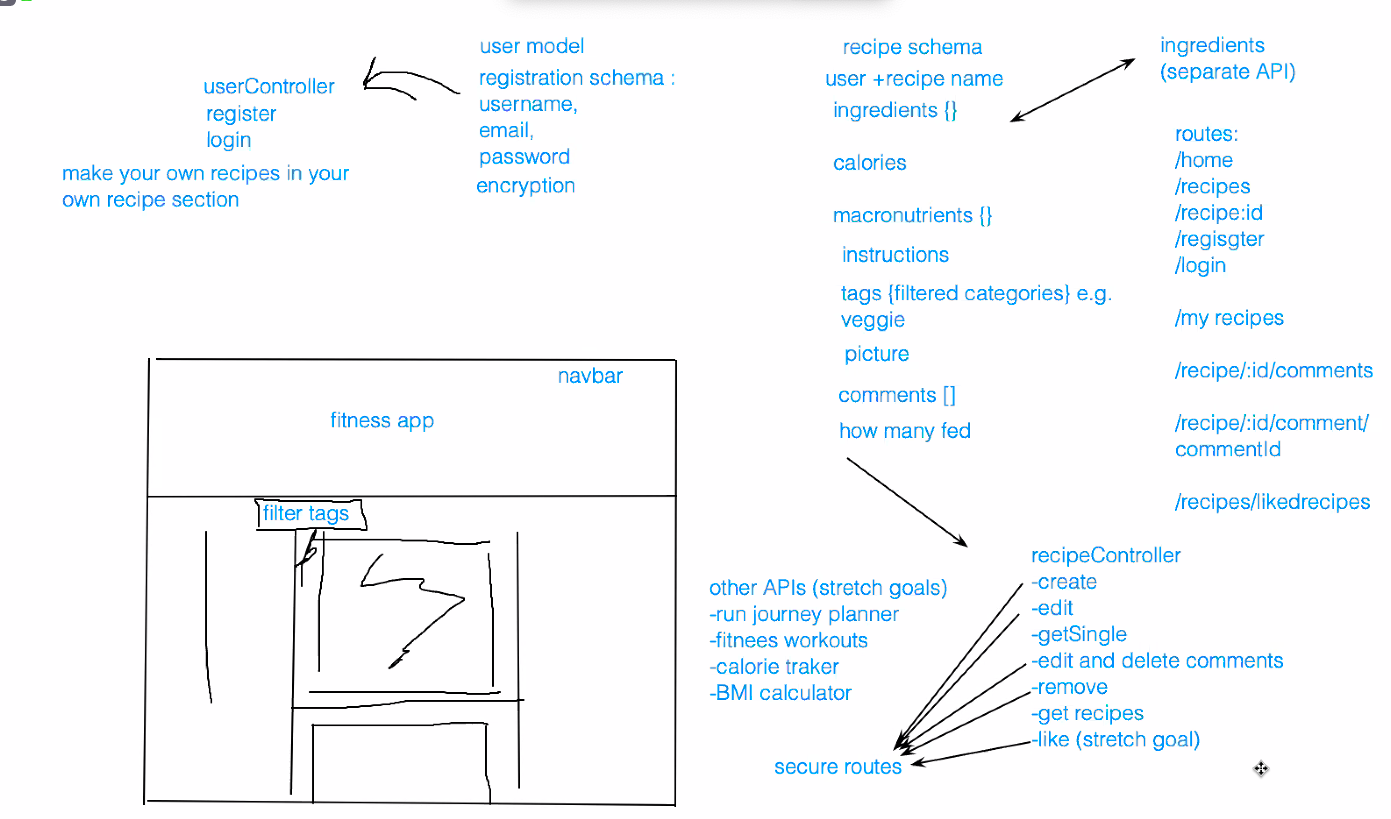 user model
registration schema :
username,
email,
password
encryption
userController
register
login
make your own recipes in your
own recipe section
recipe schema
user +recipe name
ingredients {}
calories
macronutrients {}
instructions
tags {filtered categories} e.g.
veggie
picture
comments []
how many fed
ingredients
(separate API)
routes:
/home
/recipes
/recipe:id
/regisgter
/login
/my recipes
/recipe/:id/comments
/recipe/:id/comment/
commentId
/recipes/likedrecipes
navbar
fitness app
filter tags
other APIs (stretch goals)
-run journey planner
-fitnees workouts
-calorie traker
-BMI calculator
recipeController
-create
-edit
-getSingle
-edit and delete comments
-remove
-get recipes
-like (stretch goal)
secure routes